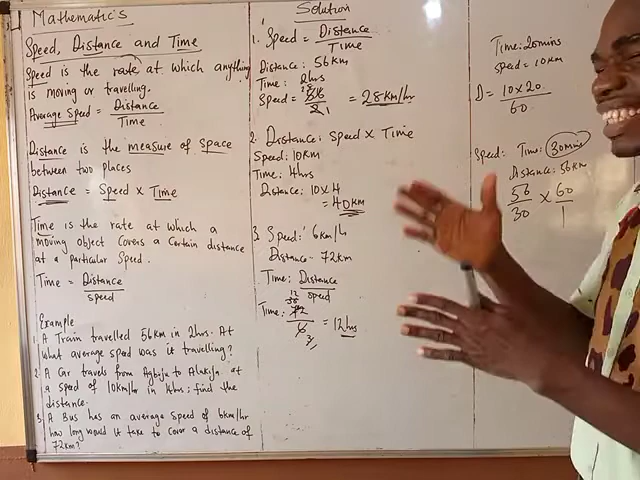 Mathematic's
Speed, Distance and Time
Speed is the rate at which anything
is moving or travelling.
Average Speed = Distance
Time
Distance is the measure of space
between two places
Distance = Speed x Time
Time is the rate at which a
moving object Covers a Certain distance
at a particular Speed.
Time = Distance
speed
Example
1. A Train travelled 56km in 2hrs. At
what average speed was it travelling?
2. A Car travels from Agbija to Alakija at
a speed of 10km/hr in 4hrs; find the
distance.
3. A Bus has an average speed of 6km/hr
how long would it take to cover a distance of
72km?
Solution
1. Speed = Distance
Time
Distance: 56km
Time: 2hrs
Speed = 56 = 28km/hr
2 1
2. Distance: Speed x Time
Speed: 10km
Time: 4hrs
Distance: 10 x 4
= 40km
3. Speed: 6km/h
Distance - 72km
Time: Distance
Speed
12
36
Time: 72 = 12hrs
6
Time: 20mins
speed = 10km
D = 10 x 20
60
Speed: Time: 30mins
Distance: 56km
56 x 60
30 1